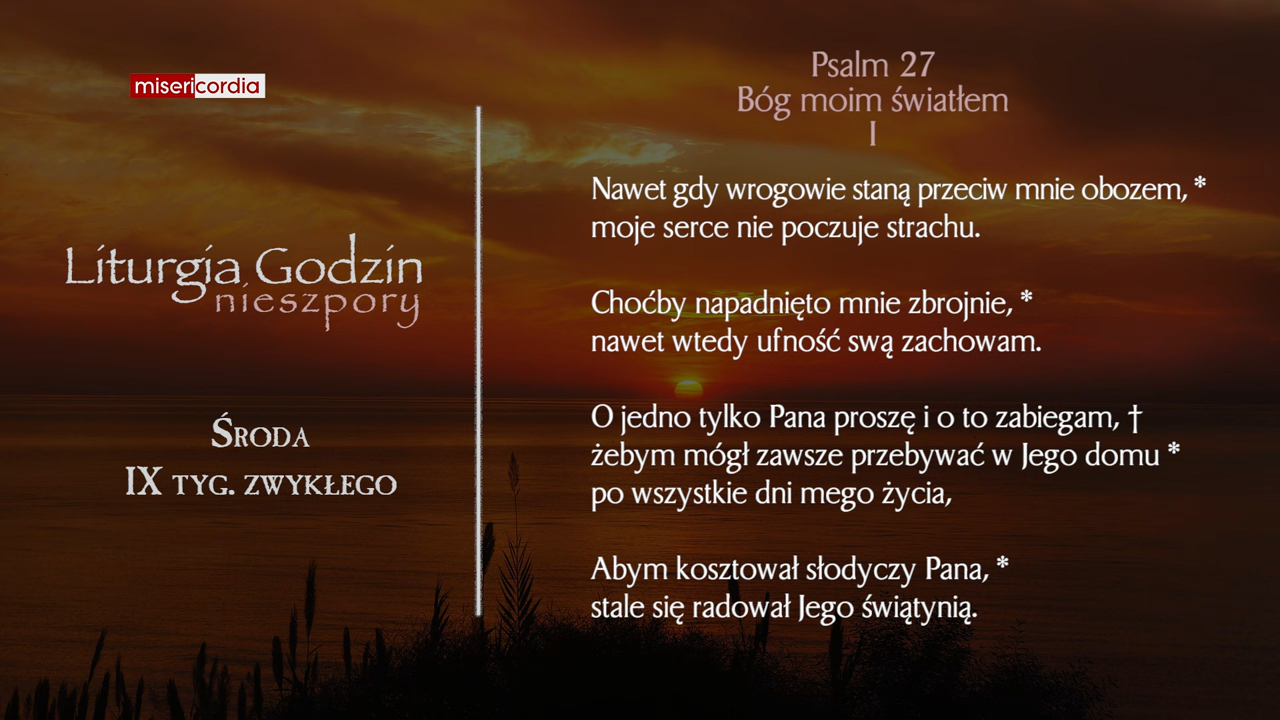 misericordia
Liturgia Godzin
nieszpory
Środa
IX tyg. zwykłego
Psalm 27
Bóg moim światłem
I
Nawet gdy wrogowie staną przeciw mnie obozem, *
moje serce nie poczuje strachu.
Choćby napadnięto mnie zbrojnie, *
nawet wtedy ufność swą zachowam.
O jedno tylko Pana proszę i o to zabiegam, †
żebym mógł zawsze przebywać w Jego domu *
po wszystkie dni mego życia,
Abym kosztował słodyczy Pana, *
stale się radował Jego świątynią.